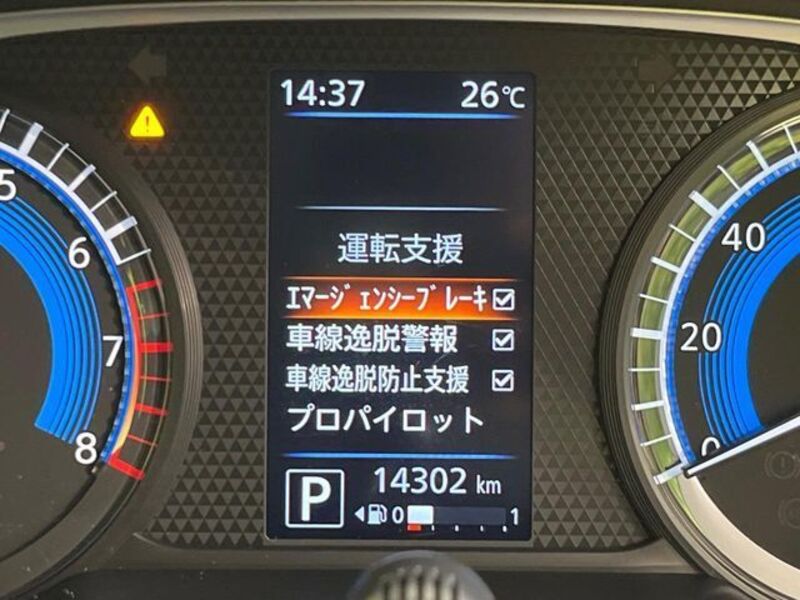 14:37 26℃
運転支援
ｴﾏｰｼﾞｪﾝｼｰﾌﾞﾚｰｷ
車線逸脱警報
車線逸脱防止支援
プロパイロット
P 14302 km
0 1
5
6
7
8
40
20
0